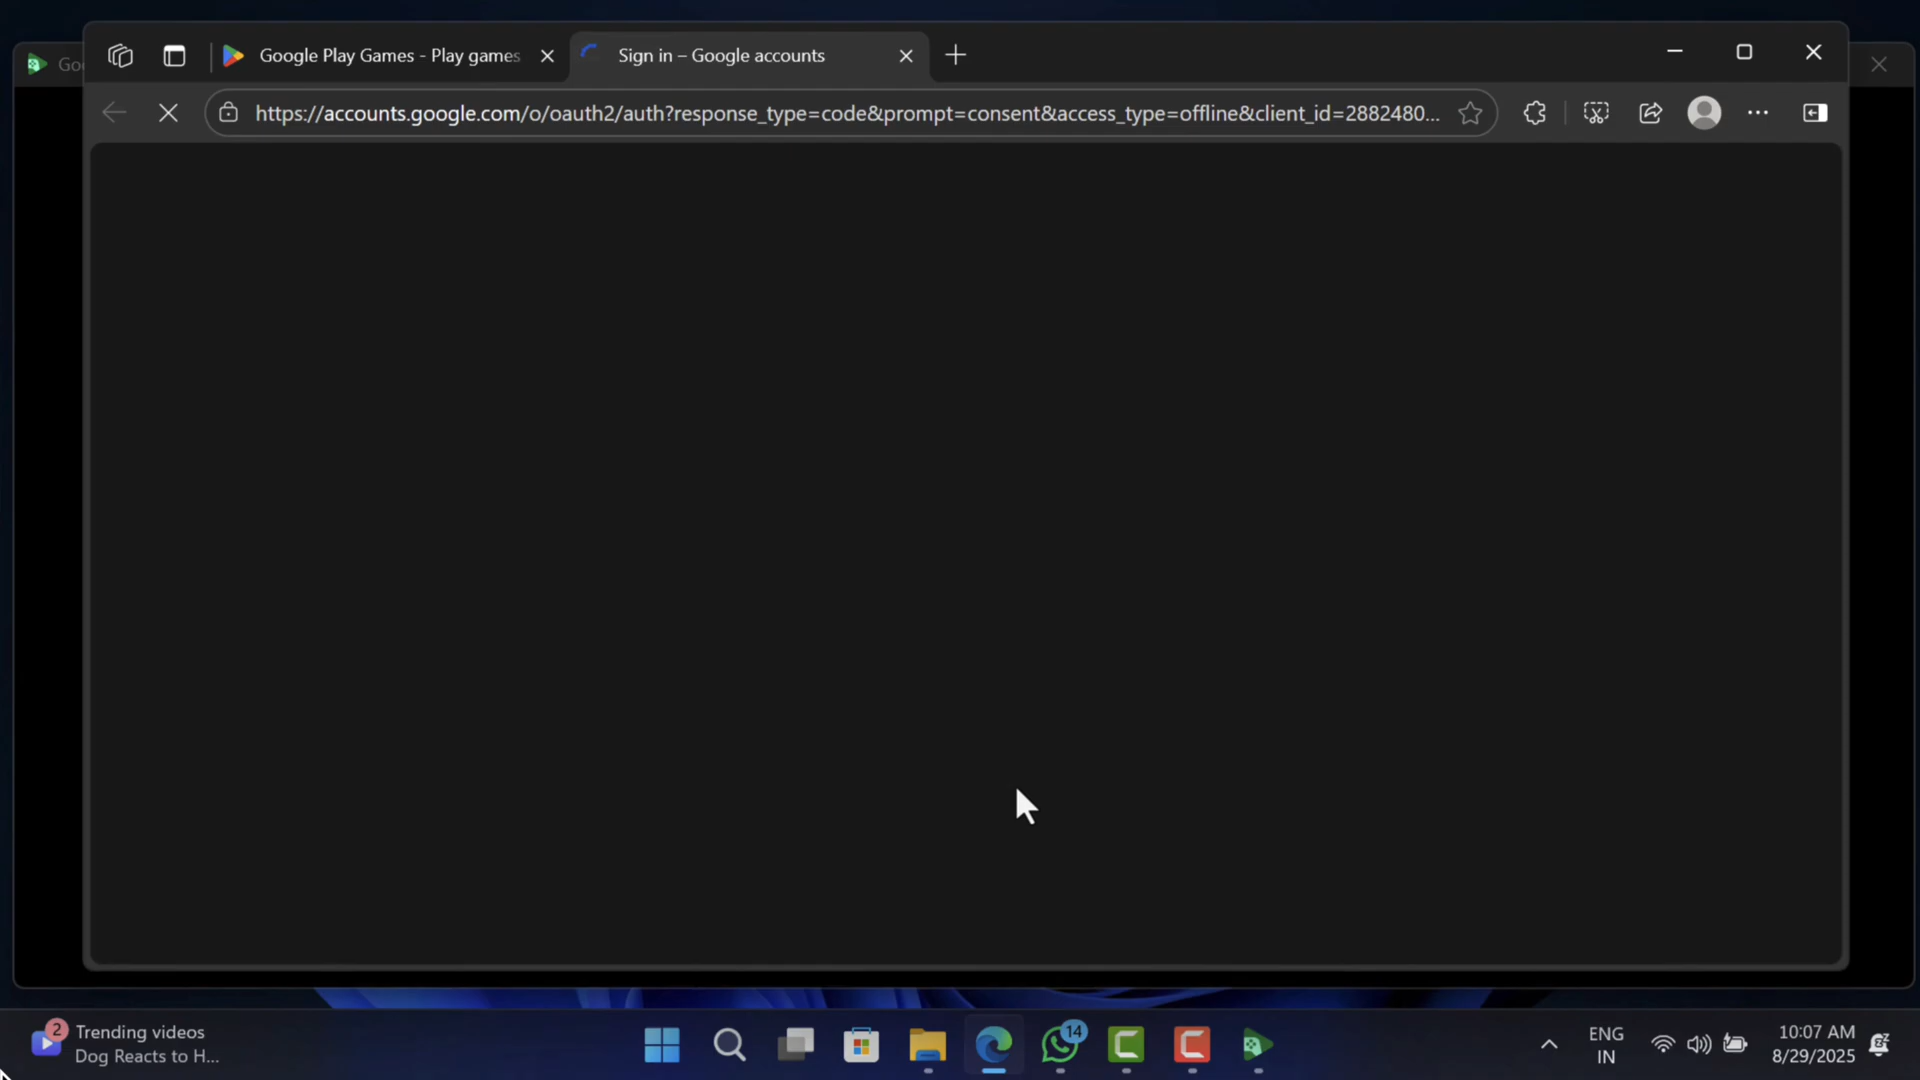 Goo
Google Play Games - Play games
Sign in – Google accounts
https://accounts.google.com/o/oauth2/auth?response_type=code&prompt=consent&access_type=offline&client_id=2882480...
2
Trending videos
Dog Reacts to H...
14
ENG
IN
10:07 AM
8/29/2025